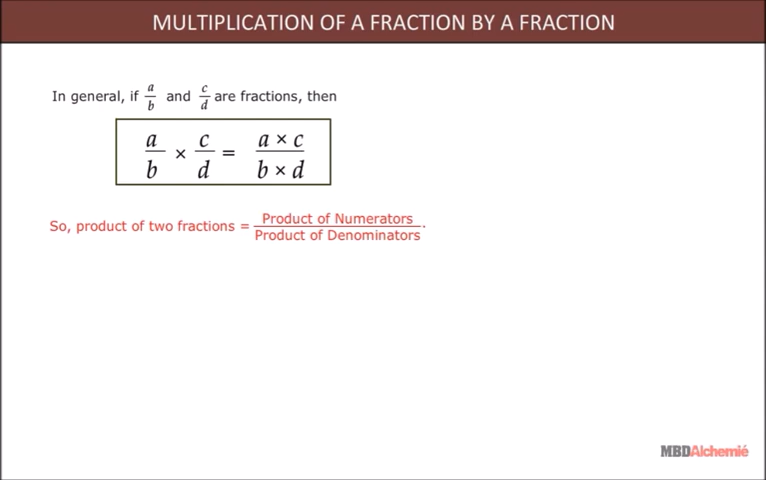 MULTIPLICATION OF A FRACTION BY A FRACTION
In general, if a/b and c/d are fractions, then
a/b × c/d = a × c / b × d
So, product of two fractions = Product of Numerators / Product of Denominators.
MBDAlchemié